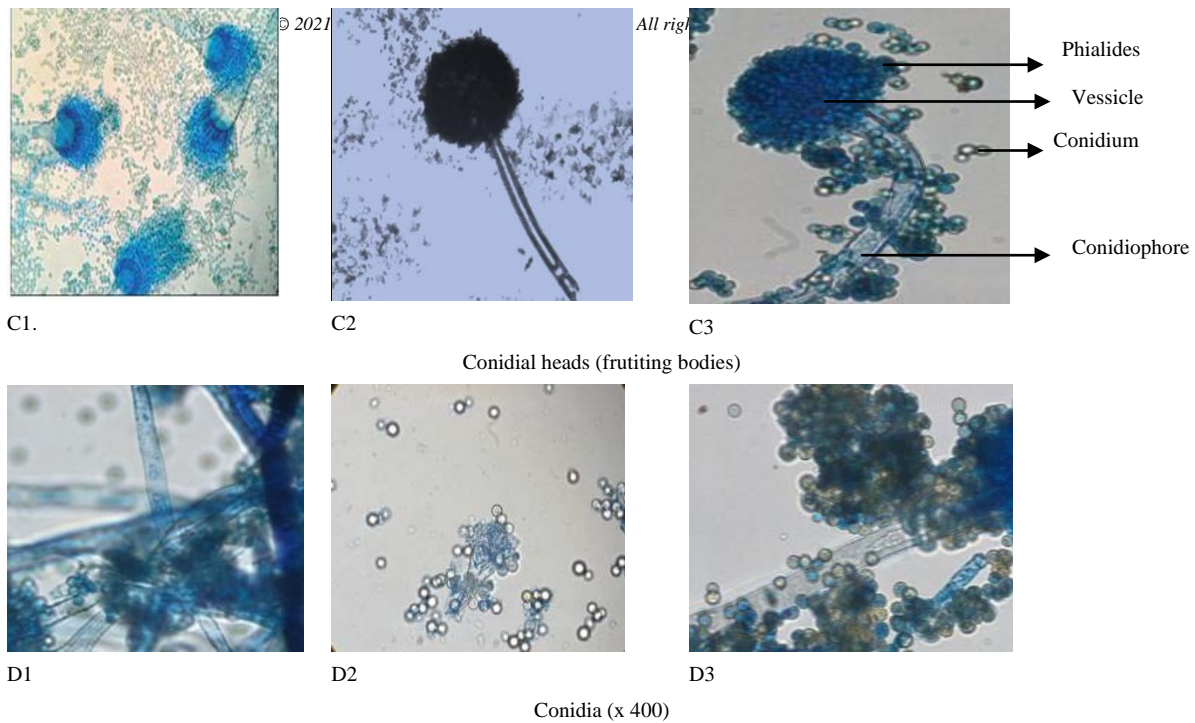 © 2021
All righ
Phialides
Vessicle
Conidium
Conidiophore
C1.
C2
C3
Conidial heads (frutiting bodies)
D1
D2
D3
Conidia (x 400)